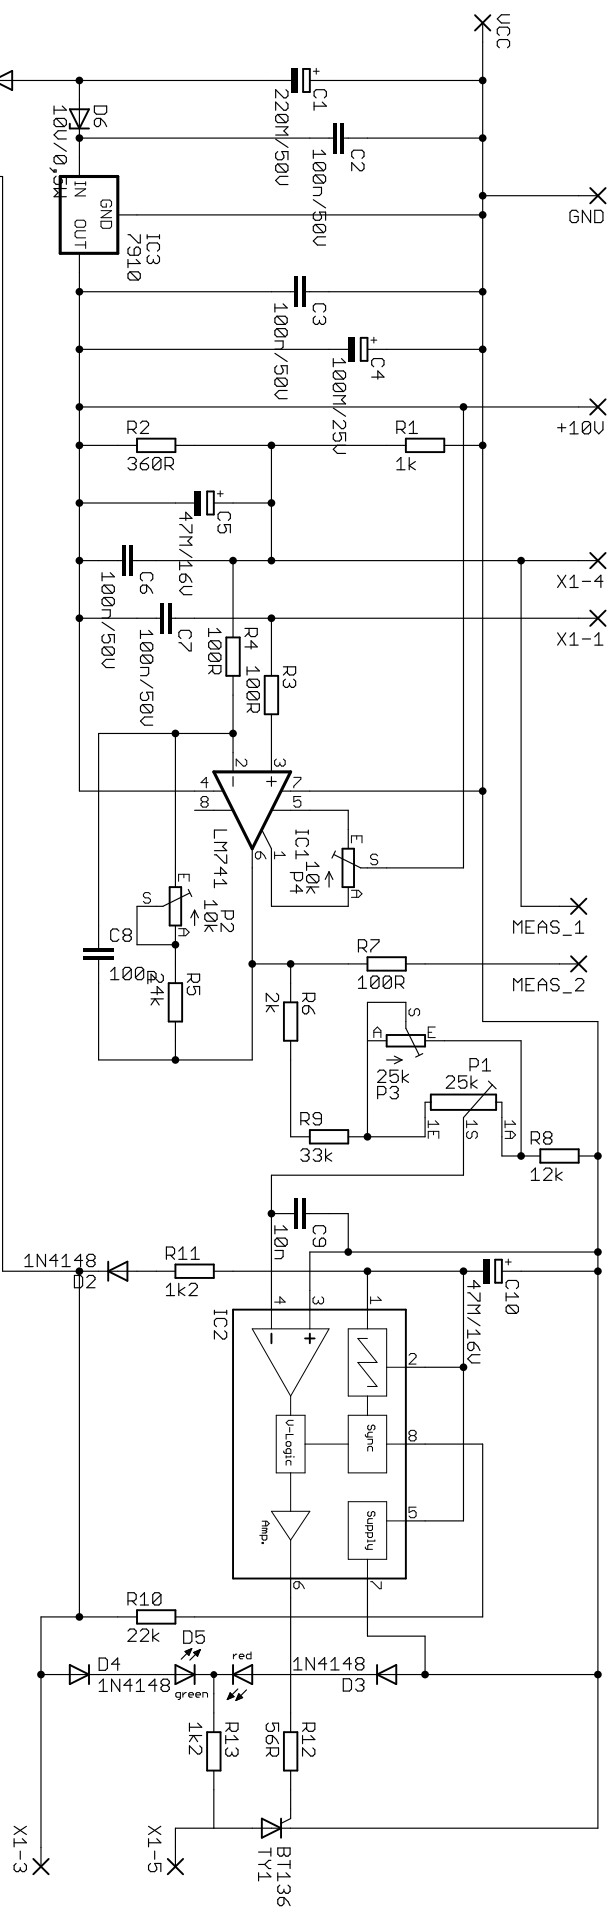 VCC
C1
220M/50V
D6
10V/0,5W
C2
100n/50V
GND
IN
GND
OUT
IC3
7910
C3
100n/50V
C4
100M/25V
+10V
R2
360R
R1
1k
C5
47M/16V
X1-4
C6
100n/50V
X1-1
C7
100n/50V
R4
100R
R3
100R
2
3
4
7
8
5
6
1
LM741
IC1
10k
P4
E
S
A
MEAS_1
E
S
A
P2
10k
C8
100p
R5
24k
R7
100R
MEAS_2
R6
2k
S
A
E
25k
P3
P1
25k
1E
1S
1A
R9
33k
R8
12k
C9
10n
1N4148
D2
R11
1k2
C10
47M/16V
IC2
4
3
1
2
8
5
6
7
Sync
U-Logic
Supply
Amp.
R10
22k
D4
1N4148
D5
green
red
1N4148
D3
R13
1k2
R12
56R
X1-3
X1-5
BT136
TY1